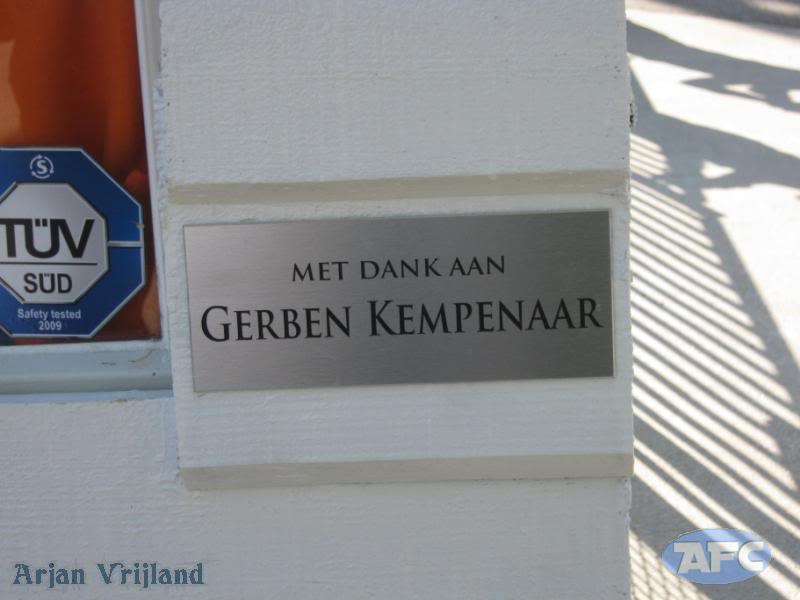 S
TÜV
SÜD
Safety tested
2009
MET DANK AAN
GERBEN KEMPENAAR
Arjan Vrijland
AFC